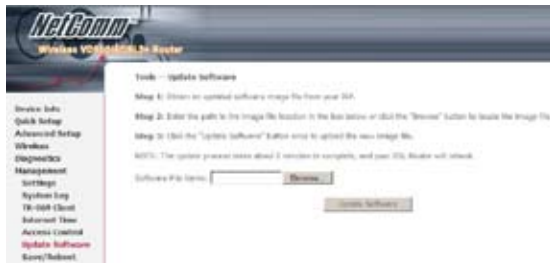 NetComm
Wireless Router
Tools -- Update Software
Step 1: Obtain an updated software image file from your ISP.
Step 2: Enter the path to the image file location in the box below or click the "Browse" button to locate the image file
Step 3: Click the "Update Software" button once to upload the new image file.
NOTE: The update process takes about 2 minutes to complete, and your DSL Router will reboot.
Software File Name:
Browse...
Update Software
Device Info
Quick Setup
Advanced Setup
Wireless
Diagnostics
Management
Settings
System Log
TR-069 Client
Internet Time
Access Control
Update Software
Save/Reboot